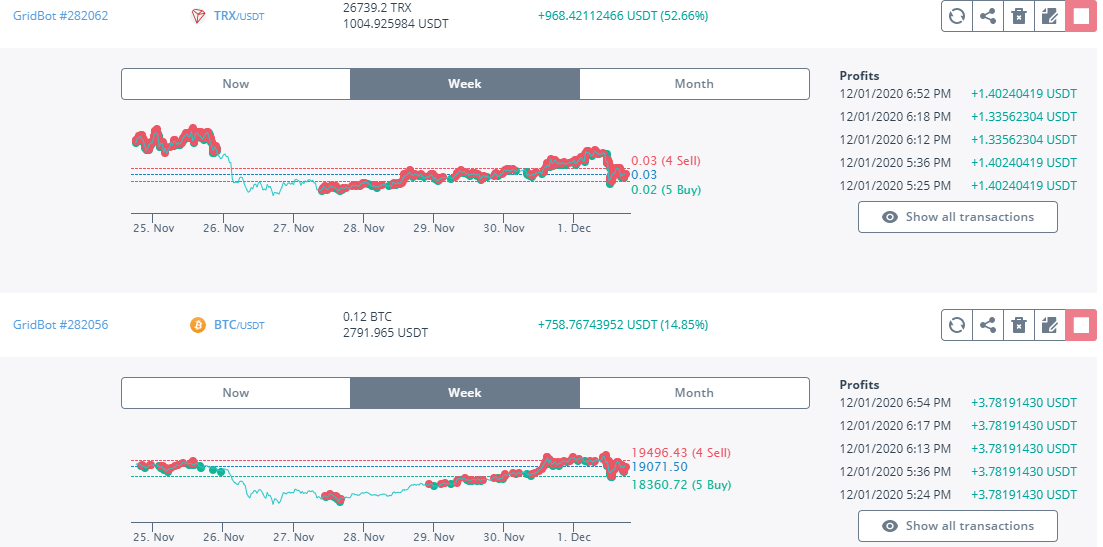 GridBot #282062
TRX/USDT
26739.2 TRX
1004.925984 USDT
+968.42112466 USDT (52.66%)
Now
Week
Month
0.03 (4 Sell)
0.03
0.02 (5 Buy)
25. Nov 26. Nov 27. Nov 28. Nov 29. Nov 30. Nov 1. Dec
Profits
12/01/2020 6:52 PM +1.40240419 USDT
12/01/2020 6:18 PM +1.33562304 USDT
12/01/2020 6:12 PM +1.33562304 USDT
12/01/2020 5:36 PM +1.40240419 USDT
12/01/2020 5:25 PM +1.40240419 USDT
Show all transactions
GridBot #282056
BTC/USDT
0.12 BTC
2791.965 USDT
+758.76743952 USDT (14.85%)
Now
Week
Month
19496.43 (4 Sell)
19071.50
18360.72 (5 Buy)
25. Nov 26. Nov 27. Nov 28. Nov 29. Nov 30. Nov 1. Dec
Profits
12/01/2020 6:54 PM +3.78191430 USDT
12/01/2020 6:17 PM +3.78191430 USDT
12/01/2020 6:13 PM +3.78191430 USDT
12/01/2020 5:36 PM +3.78191430 USDT
12/01/2020 5:24 PM +3.78191430 USDT
Show all transactions